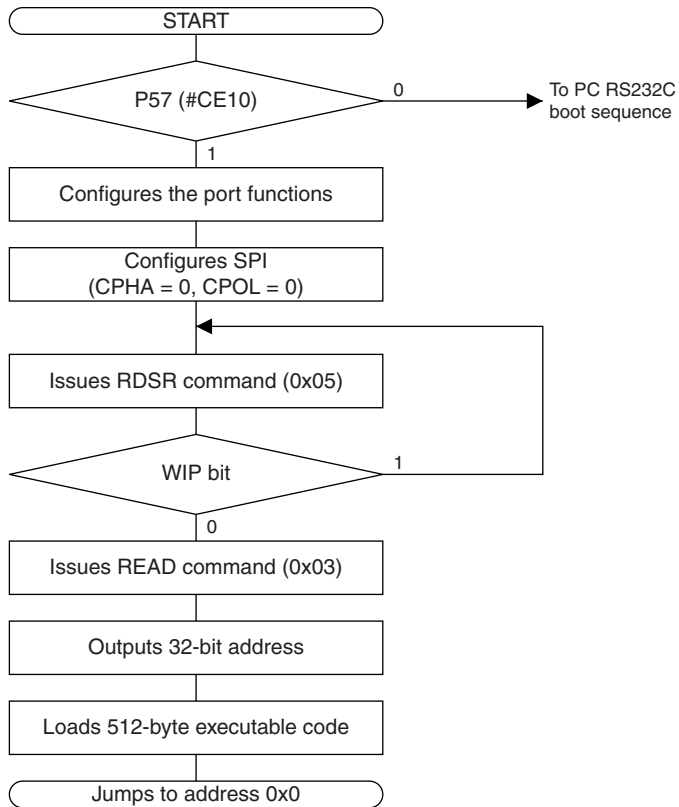 START
P57 (#CE10)
0
To PC RS232C
boot sequence
1
Configures the port functions
Configures SPI
(CPHA = 0, CPOL = 0)
Issues RDSR command (0x05)
WIP bit
1
0
Issues READ command (0x03)
Outputs 32-bit address
Loads 512-byte executable code
Jumps to address 0x0